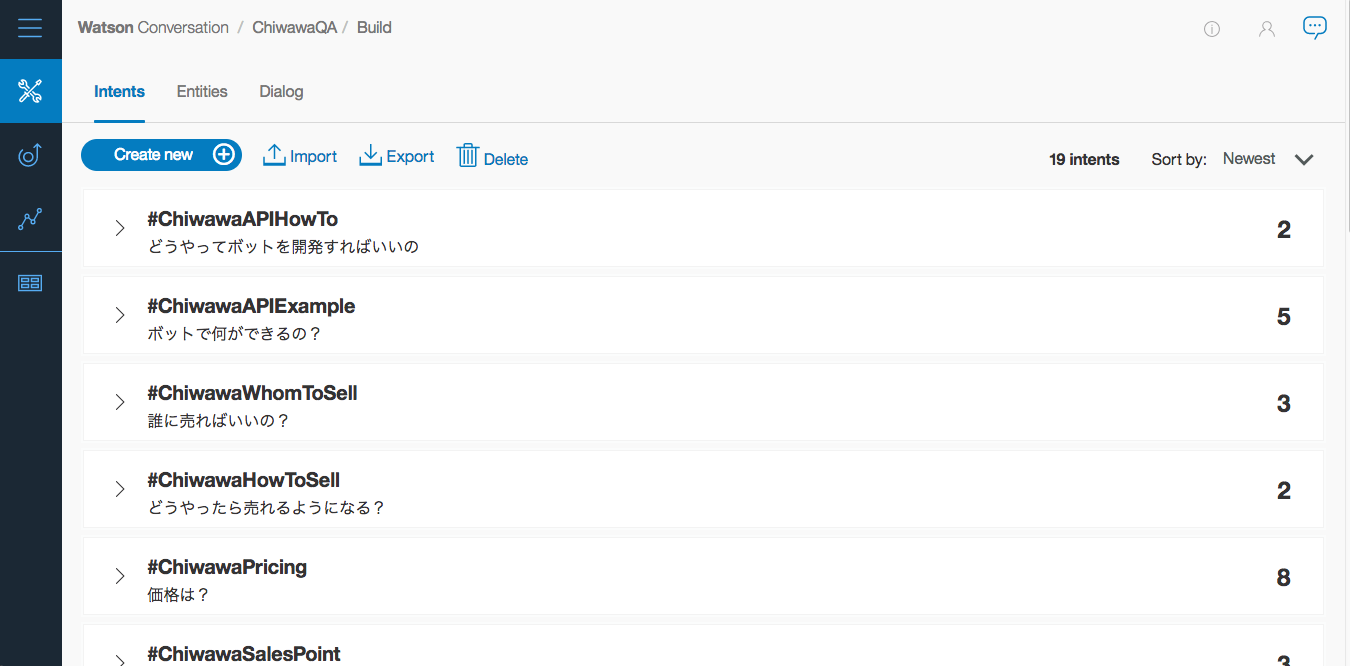 Watson Conversation / ChiwawaQA / Build
Intents Entities Dialog
Create new Import Export Delete 19 intents Sort by: Newest
#ChiwawaAPIHowTo
どうやってボットを開発すればいいの
2
#ChiwawaAPIExample
ボットで何ができるの？
5
#ChiwawaWhomToSell
誰に売ればいいの？
3
#ChiwawaHowToSell
どうやったら売れるようになる？
2
#ChiwawaPricing
価格は？
8
#ChiwawaSalesPoint
3